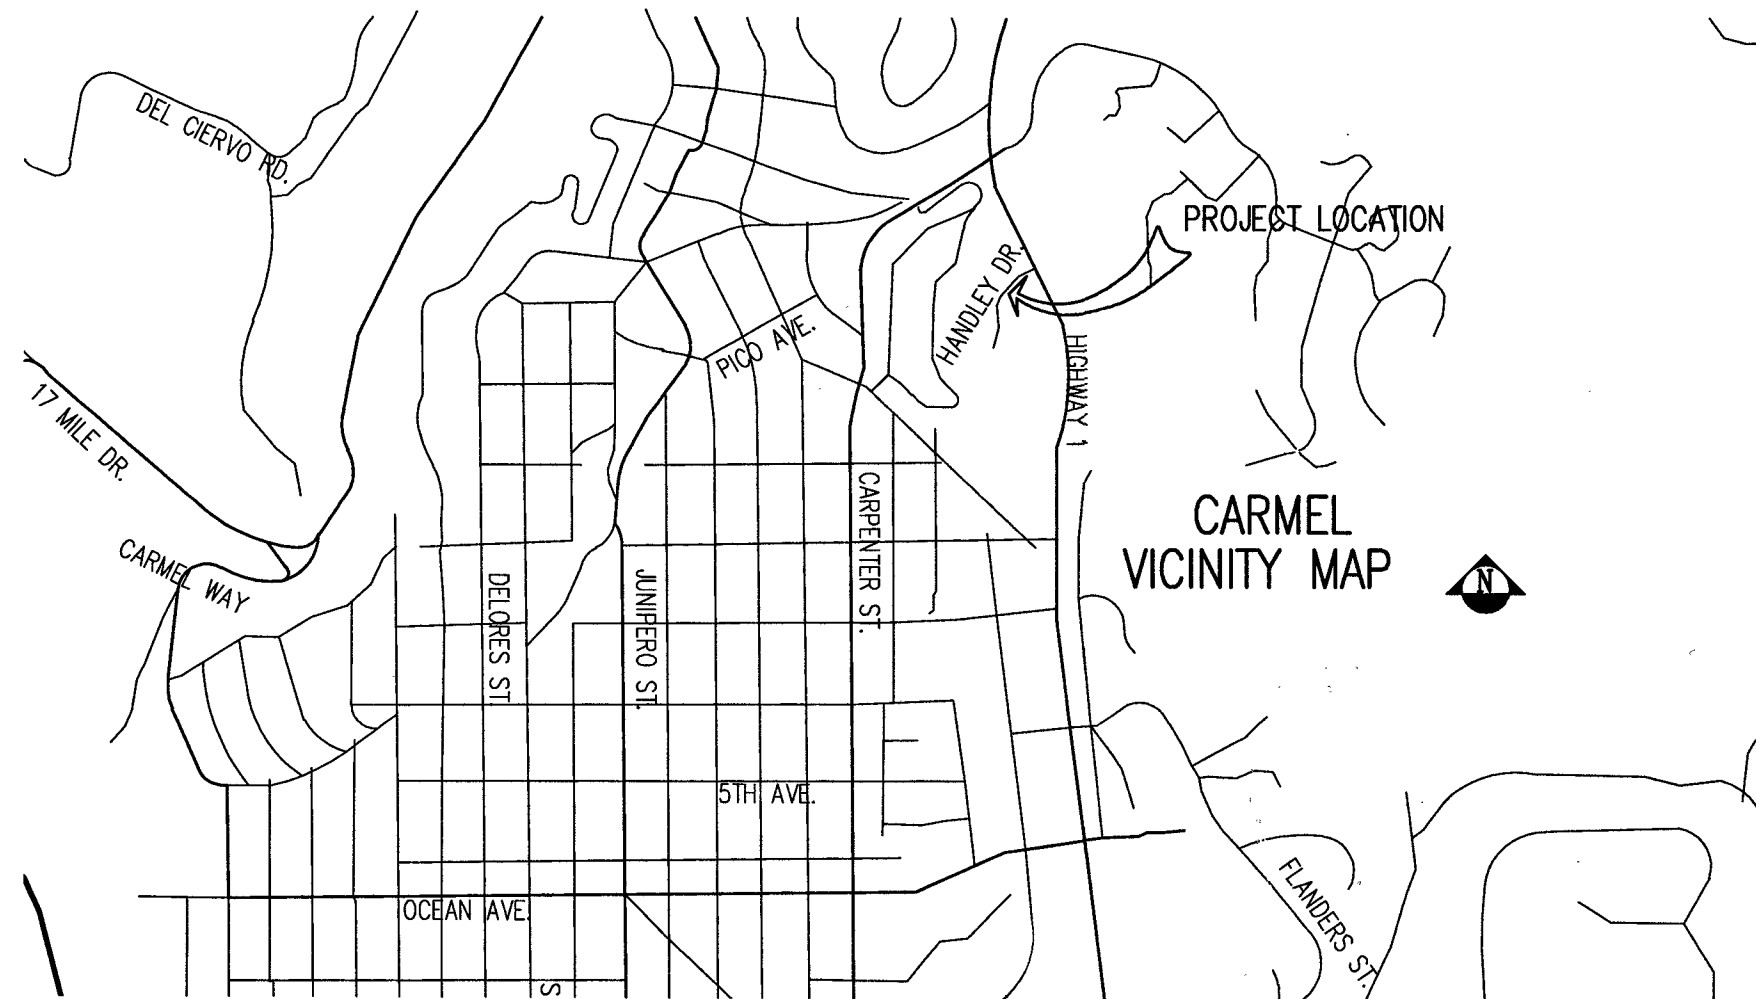 DEL CIERVO RD.
PROJECT LOCATION
HANDLEY DR.
PICO AVE.
HIGHWAY 1
17 MILE DR.
CARPENTER ST.
CARMEL
VICINITY MAP
N
CARMEL WAY
DELORES ST.
JUNIPERO ST.
5TH AVE.
OCEAN AVE.
FLANDERS ST.
S